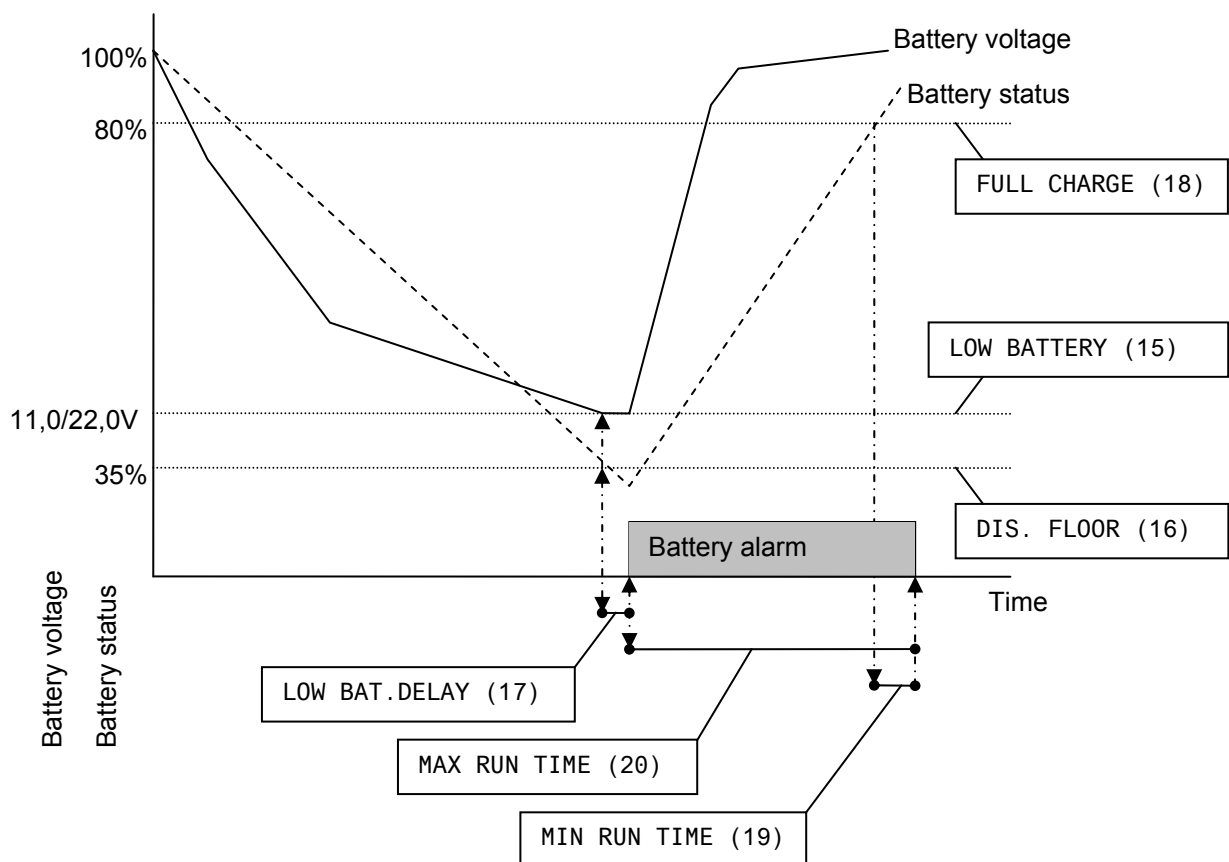 Battery voltage
100%
Battery status
80%
FULL CHARGE (18)
LOW BATTERY (15)
11,0/22,0V
35%
DIS. FLOOR (16)
Battery alarm
Time
Battery voltage
Battery status
LOW BAT.DELAY (17)
MAX RUN TIME (20)
MIN RUN TIME (19)